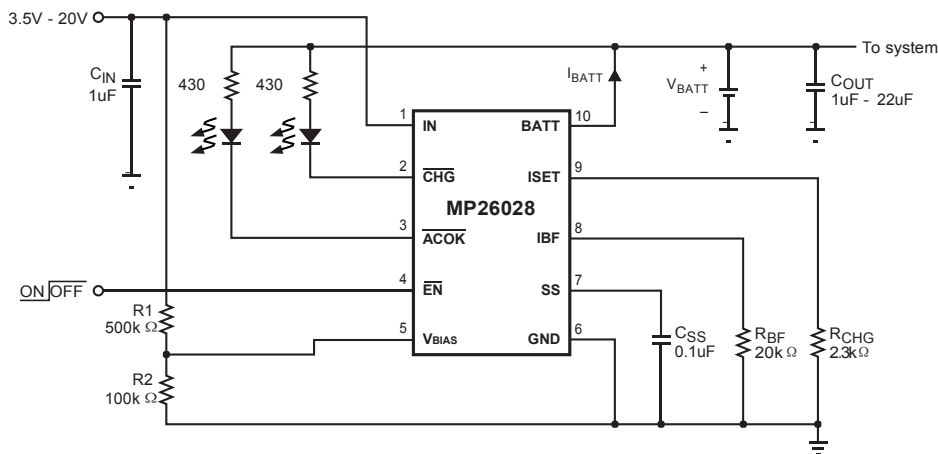 3.5V - 20V
To system
CIN
1uF
430
430
IBATT
+
VBATT
–
COUT
1uF - 22uF
1
IN
BATT
10
2
CHG
ISET
9
MP26028
3
ACOK
IBF
8
ON OFF
4
EN
SS
7
R1
500k Ω
5
VBIAS
GND
6
CSS
0.1uF
RBF
20k Ω
RCHG
2.3kΩ
R2
100k Ω